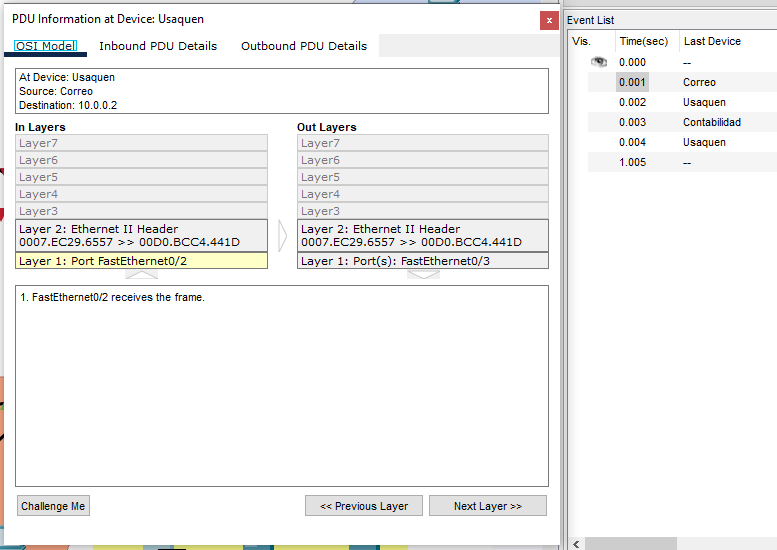 PDU Information at Device: Usaquen
x
OSI Model Inbound PDU Details Outbound PDU Details
At Device: Usaquen
Source: Correo
Destination: 10.0.0.2
In Layers
Layer7
Layer6
Layer5
Layer4
Layer3
Layer 2: Ethernet II Header
0007.EC29.6557 >> 00D0.BCC4.441D
Layer 1: Port FastEthernet0/2
Out Layers
Layer7
Layer6
Layer5
Layer4
Layer3
Layer 2: Ethernet II Header
0007.EC29.6557 >> 00D0.BCC4.441D
Layer 1: Port(s): FastEthernet0/3
1. FastEthernet0/2 receives the frame.
Challenge Me << Previous Layer Next Layer >>
Event List
Vis. Time(sec) Last Device
0.000 --
0.001 Correo
0.002 Usaquen
0.003 Contabilidad
0.004 Usaquen
1.005 --